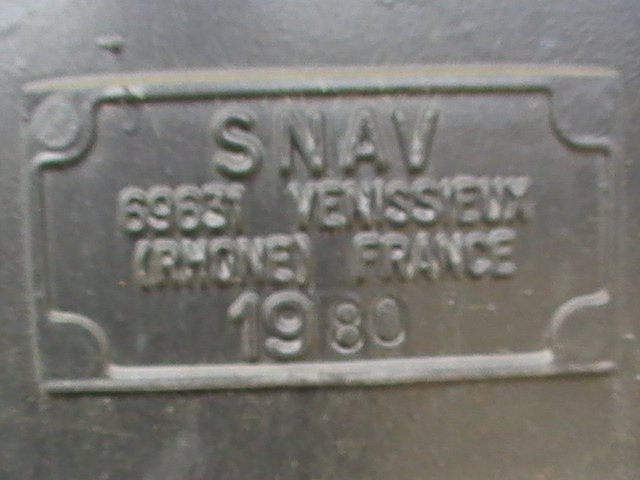 SNAV
69631 VENISSIEUX
(RHONE) FRANCE
1980